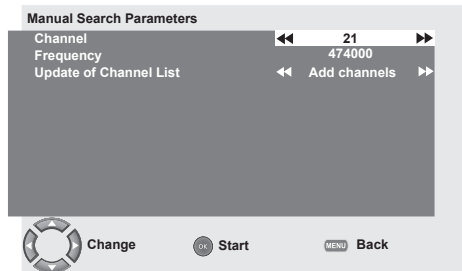 Manual Search Parameters
Channel 21
Frequency 474000
Update of Channel List Add channels
Change OK Start MENU Back